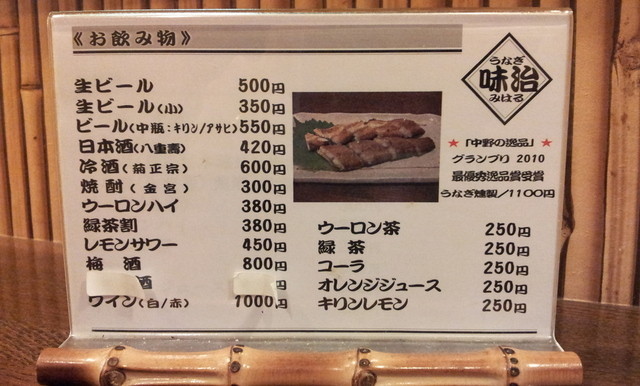 《お飲み物》
生ビール 500円
生ビール(小) 350円
ビール(中瓶:キリン/アサヒ) 550円
日本酒(八重壽) 420円
冷酒(菊正宗) 600円
焼酎(金宮) 300円
ウーロンハイ 380円
緑茶割 380円
レモンサワー 450円
梅酒 800円
酒 円
ワイン(白/赤) 1000円
うなぎ
味治
みはる
★「中野の逸品」★
グランプリ 2010
最優秀逸品賞受賞
うなぎ燻製/1100円
ウーロン茶 250円
緑茶 250円
コーラ 250円
オレンジジュース 250円
キリンレモン 250円